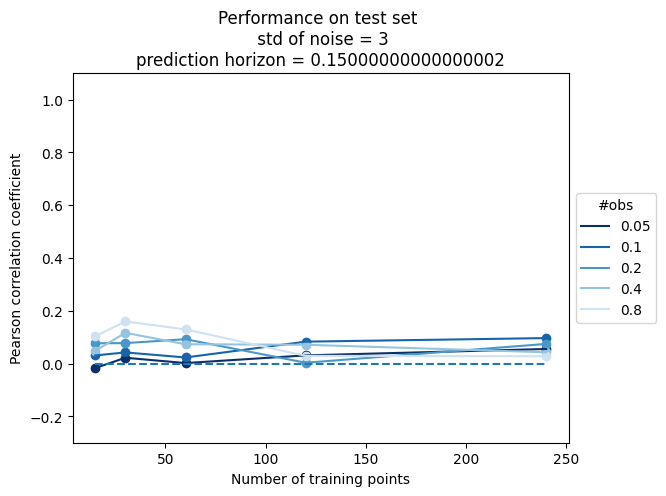 Performance on test set
std of noise = 3
prediction horizon = 0.15000000000000002
Pearson correlation coefficient
1.0
0.8
0.6
0.4
0.2
0.0
−0.2
50
100
150
200
250
Number of training points
#obs
0.05
0.1
0.2
0.4
0.8